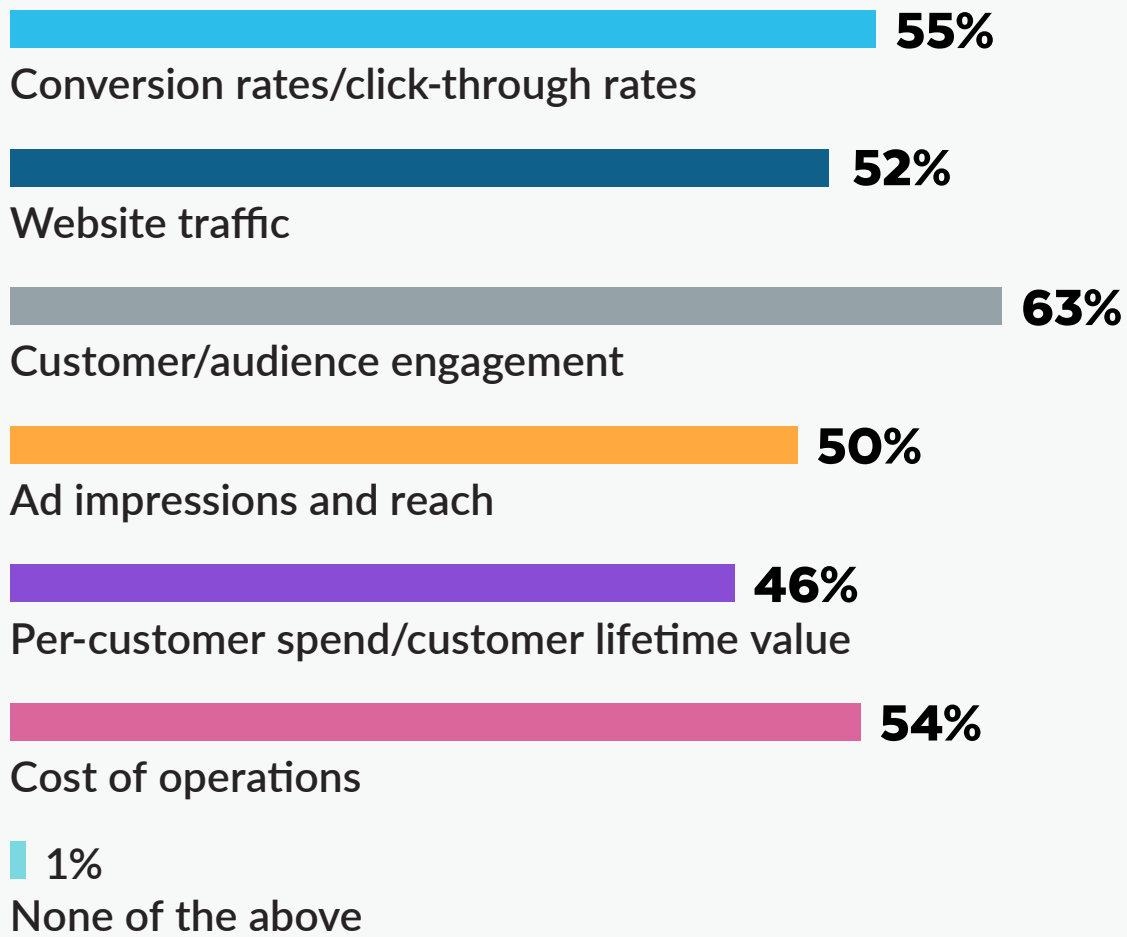 55%
Conversion rates/click-through rates
52%
Website traffic
63%
Customer/audience engagement
50%
Ad impressions and reach
46%
Per-customer spend/customer lifetime value
54%
Cost of operations
1%
None of the above